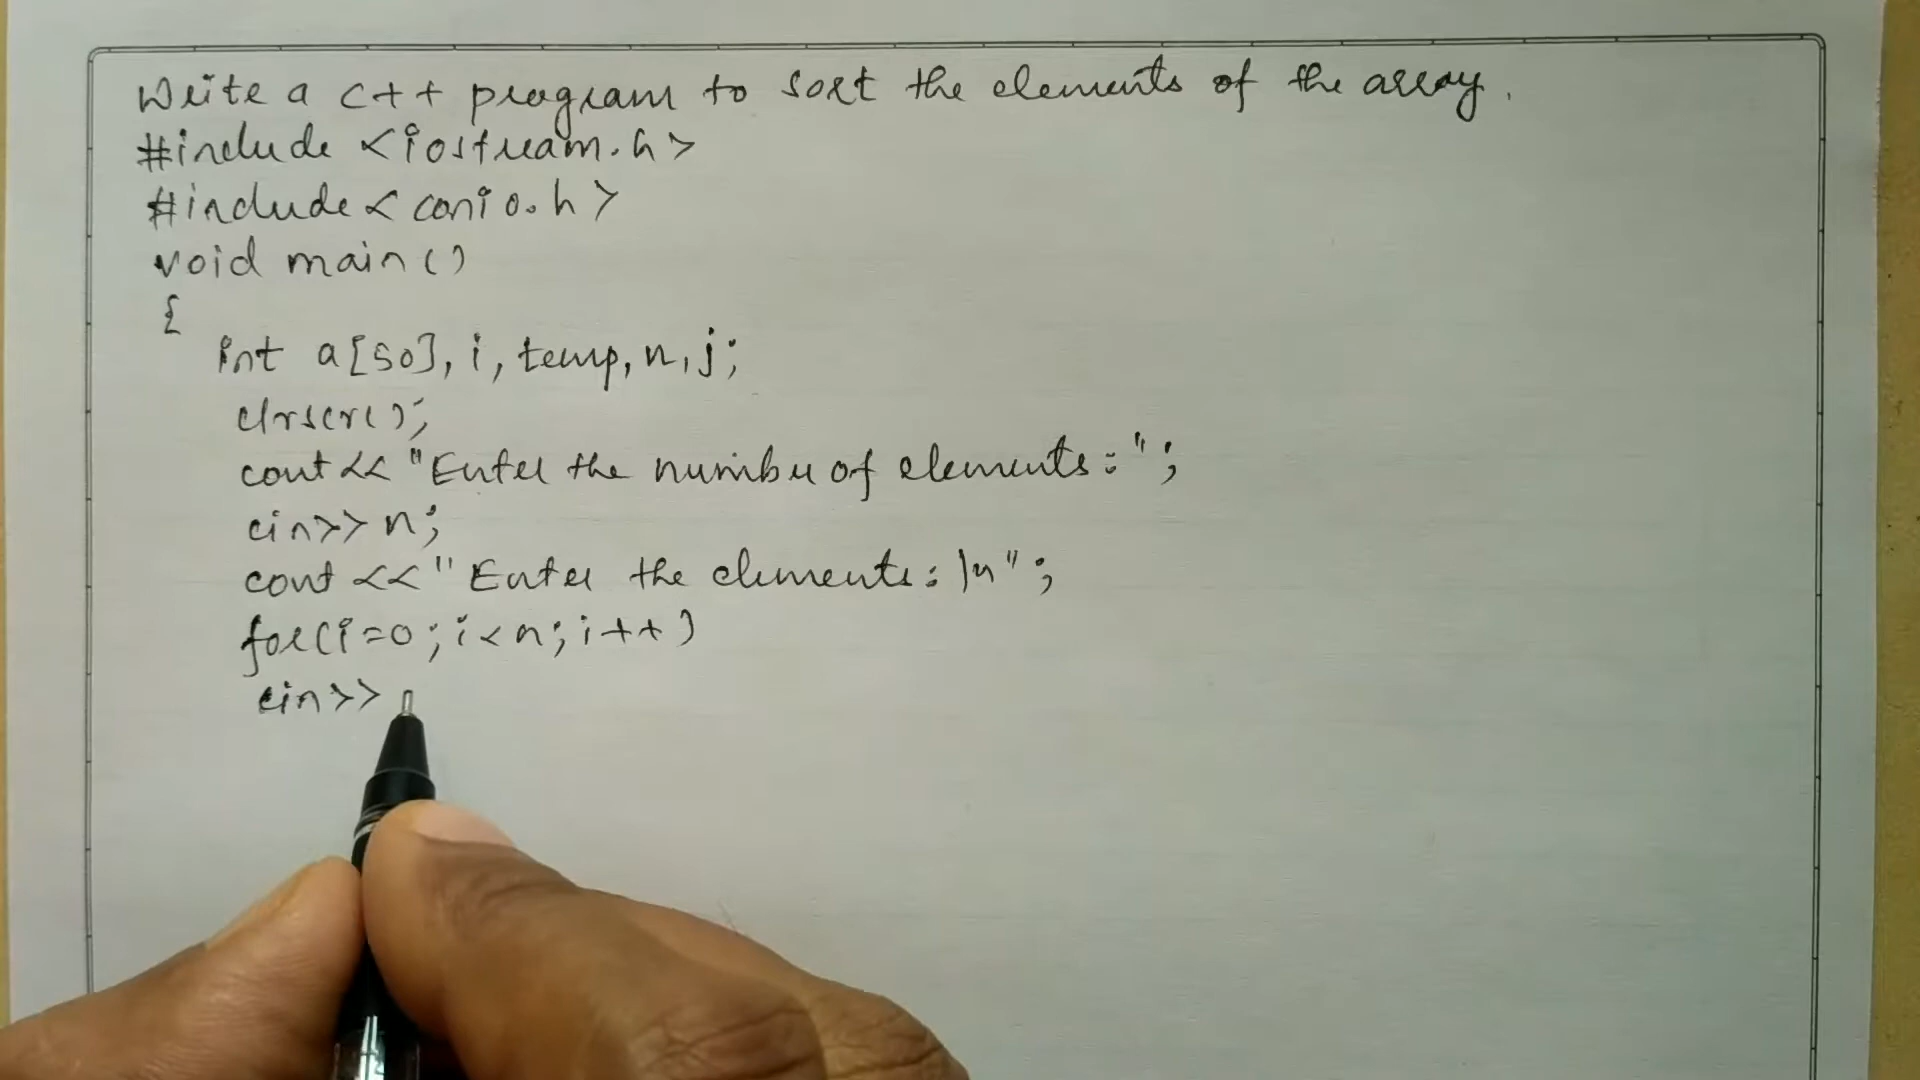 Write a c++ program to sort the elements of the array.
#include <iostream.h>
#include < conio.h >
void main ()
{
int a[50], i, temp, n, j;
clrscr();
cout << "Enter the number of elements : ";
cin>> n;
cout << "Enter the elements : \n";
for(i=0; i<n; i++)
cin>>